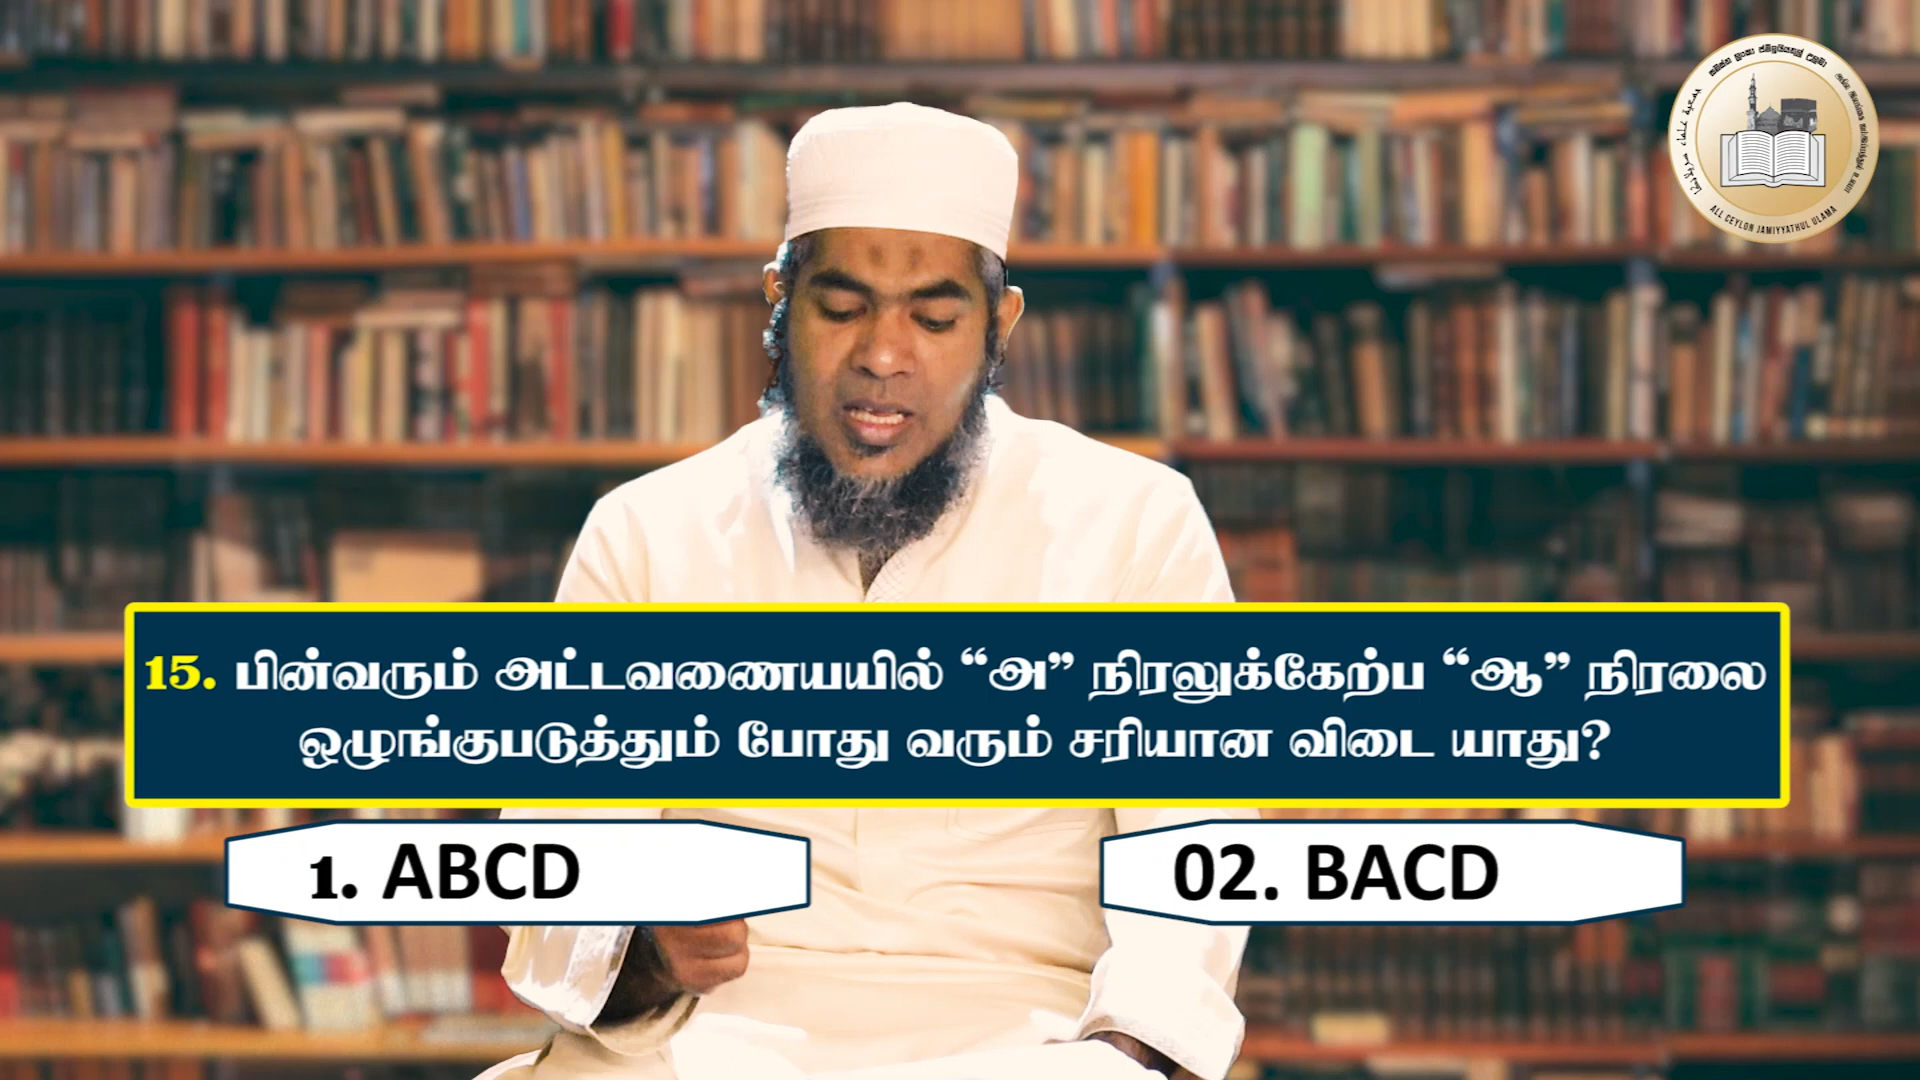 15. பின்வரும் அட்டவணையயில் “அ” நிரலுக்கேற்ப “ஆ” நிரலை
ஒழுங்குபடுத்தும் போது வரும் சரியான விடை யாது?
1. ABCD
02. BACD
ALL CEYLON JAMIYYATHUL ULAMA